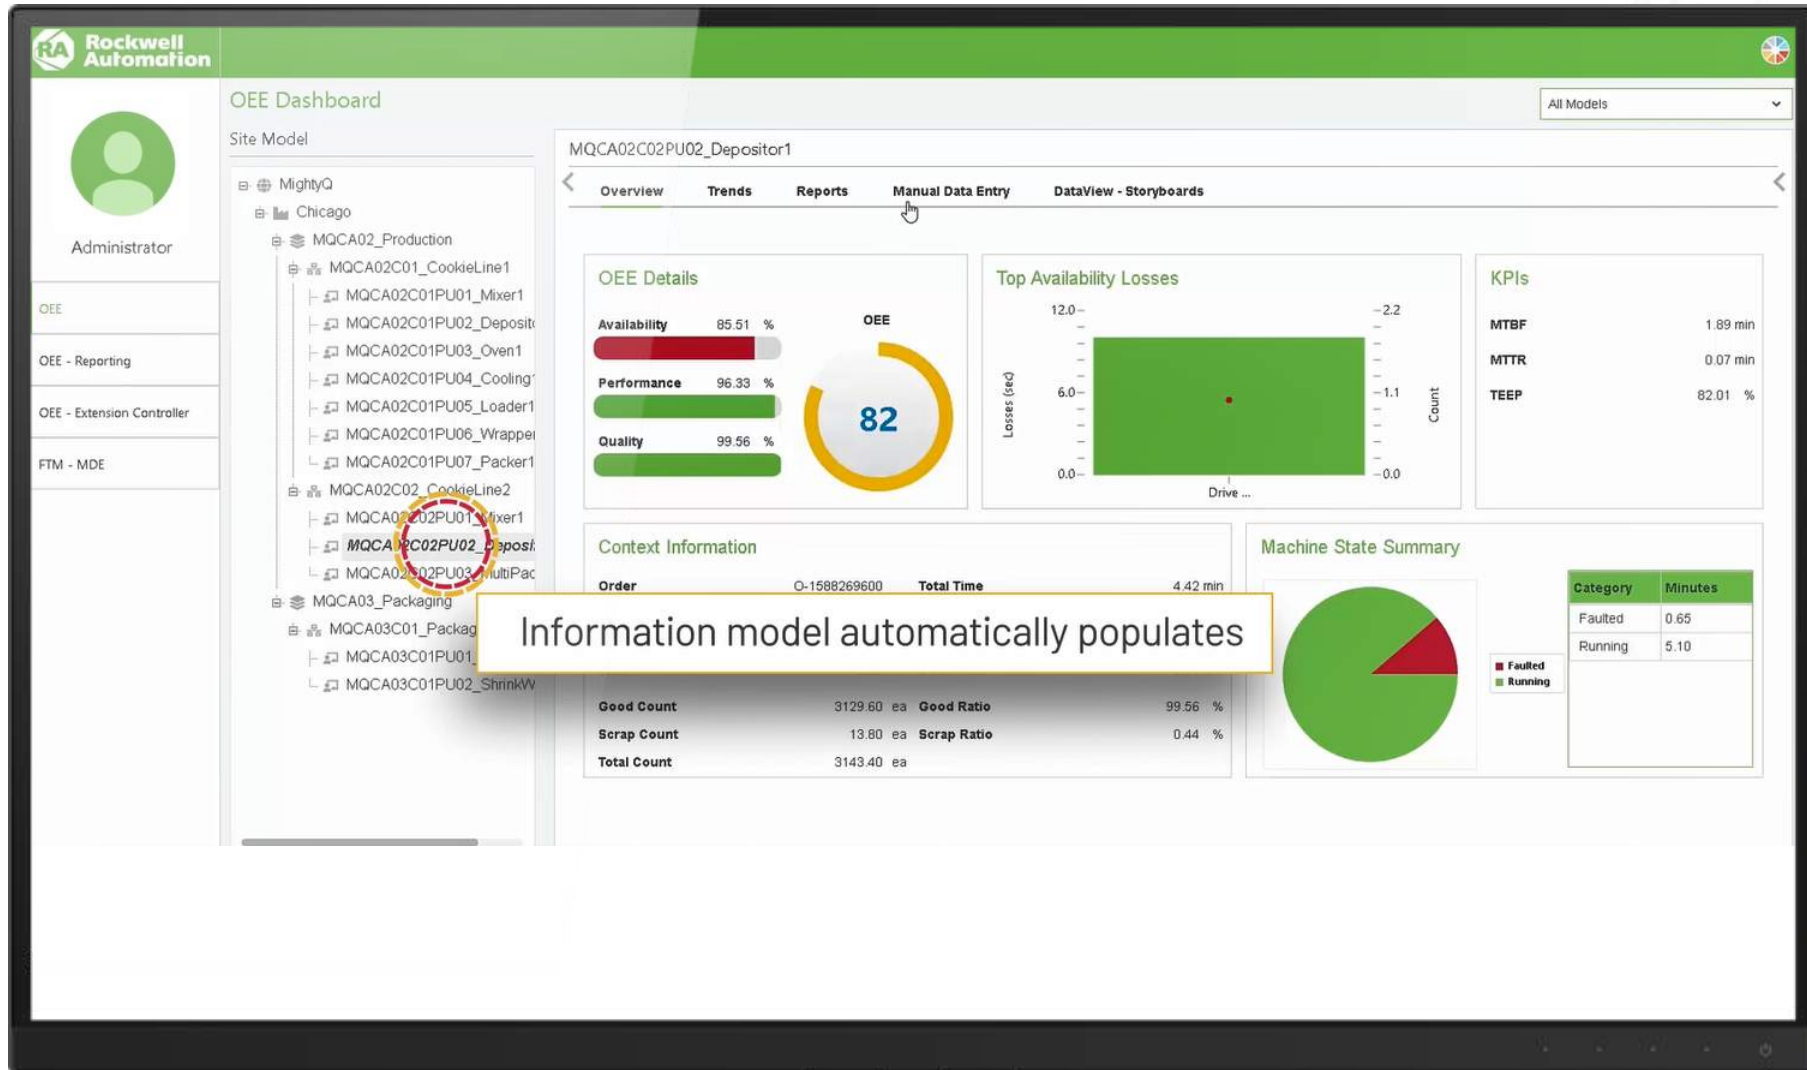 RA Rockwell
Automation
Administrator
OEE
OEE - Reporting
OEE - Extension Controller
FTM - MDE
OEE Dashboard
All Models
Site Model
MightyQ
Chicago
MQCA02_Production
MQCA02C01_CookieLine1
MQCA02C01PU01_Mixer1
MQCA02C01PU02_Deposito
MQCA02C01PU03_Oven1
MQCA02C01PU04_Cooling1
MQCA02C01PU05_Loader1
MQCA02C01PU06_Wrapper
MQCA02C01PU07_Packer1
MQCA02C02_CookieLine2
MQCA02C02PU01_Mixer1
MQCA02C02PU02_Deposi
MQCA02C02PU03_MultiPac
MQCA03_Packaging
MQCA03C01_Packag
MQCA03C01PU01_
MQCA03C01PU02_ShrinkW
MQCA02C02PU02_Depositor1
Overview Trends Reports Manual Data Entry DataView - Storyboards
OEE Details
Availability 85.51 %
Performance 96.33 %
Quality 99.56 %
OEE
82
Top Availability Losses
12.0
6.0
0.0
Losses (sec)
2.2
1.1
0.0
Count
Drive ...
KPIs
MTBF 1.89 min
MTTR 0.07 min
TEEP 82.01 %
Context Information
Order O-1588269600 Total Time 4.42 min
Information model automatically populates
Good Count 3129.60 ea Good Ratio 99.56 %
Scrap Count 13.80 ea Scrap Ratio 0.44 %
Total Count 3143.40 ea
Machine State Summary
Faulted
Running
Category Minutes
Faulted 0.65
Running 5.10